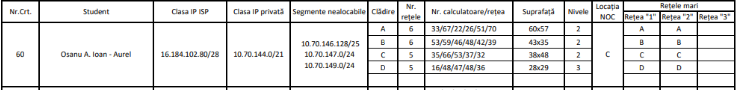 Nr.Crt. Student Clasa IP ISP Clasa IP privată Segmente nealocabile Clădire Nr. rețele Nr. calculatoare/rețea Suprafață Nivele Locația NOC Rețele mari
Rețea "1" Rețea "2" Rețea "3"
60 Osanu A. Ioan - Aurel 16.184.102.80/28 10.70.144.0/21
10.70.146.128/25
10.70.147.0/24
10.70.149.0/24
A 6 33/67/22/26/51/70 60x57 2 A A
B 6 53/59/46/48/42/39 43x35 2 B B
C 5 35/66/53/37/32 38x48 2 C C
D 5 16/48/47/48/36 28x29 3 D D
C